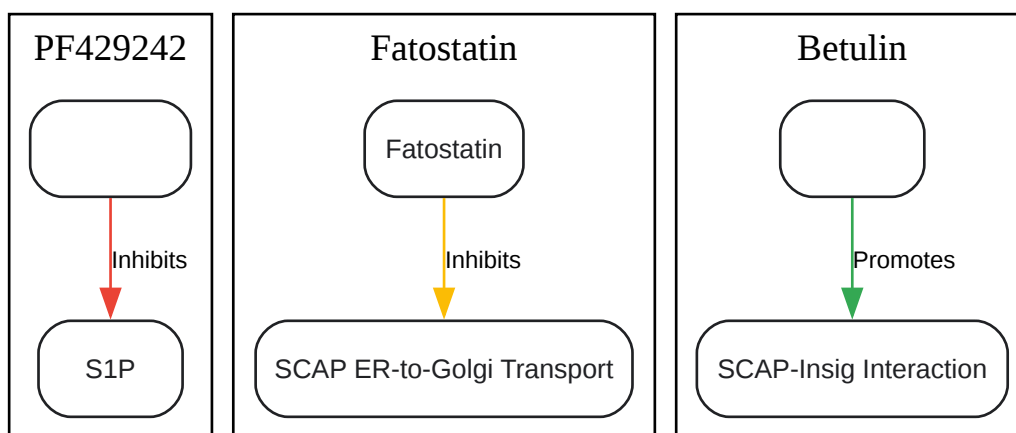 PF429242
Inhibits
S1P
Fatostatin
Fatostatin
Inhibits
SCAP ER-to-Golgi Transport
Betulin
Promotes
SCAP-Insig Interaction